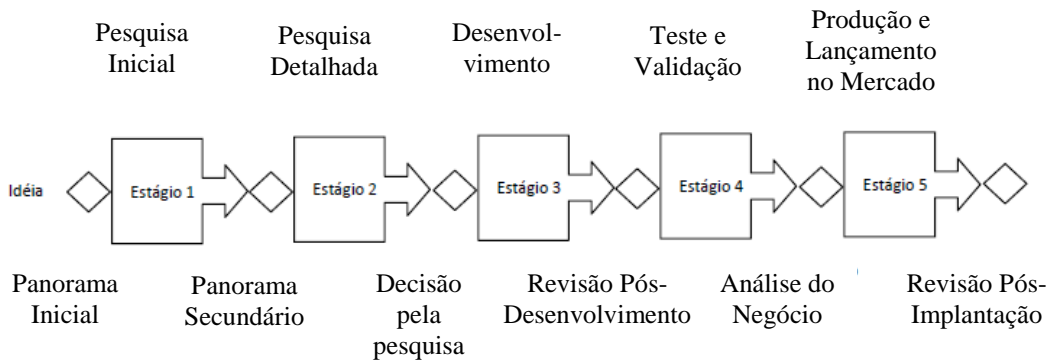 Pesquisa
Inicial
Pesquisa
Detalhada
Desenvol-
vimento
Teste e
Validação
Produção e
Lançamento
no Mercado
Idéia
Estágio 1
Estágio 2
Estágio 3
Estágio 4
Estágio 5
Panorama
Inicial
Panorama
Secundário
Decisão
pela
pesquisa
Revisão Pós-
Desenvolvimento
Análise do
Negócio
Revisão Pós-
Implantação